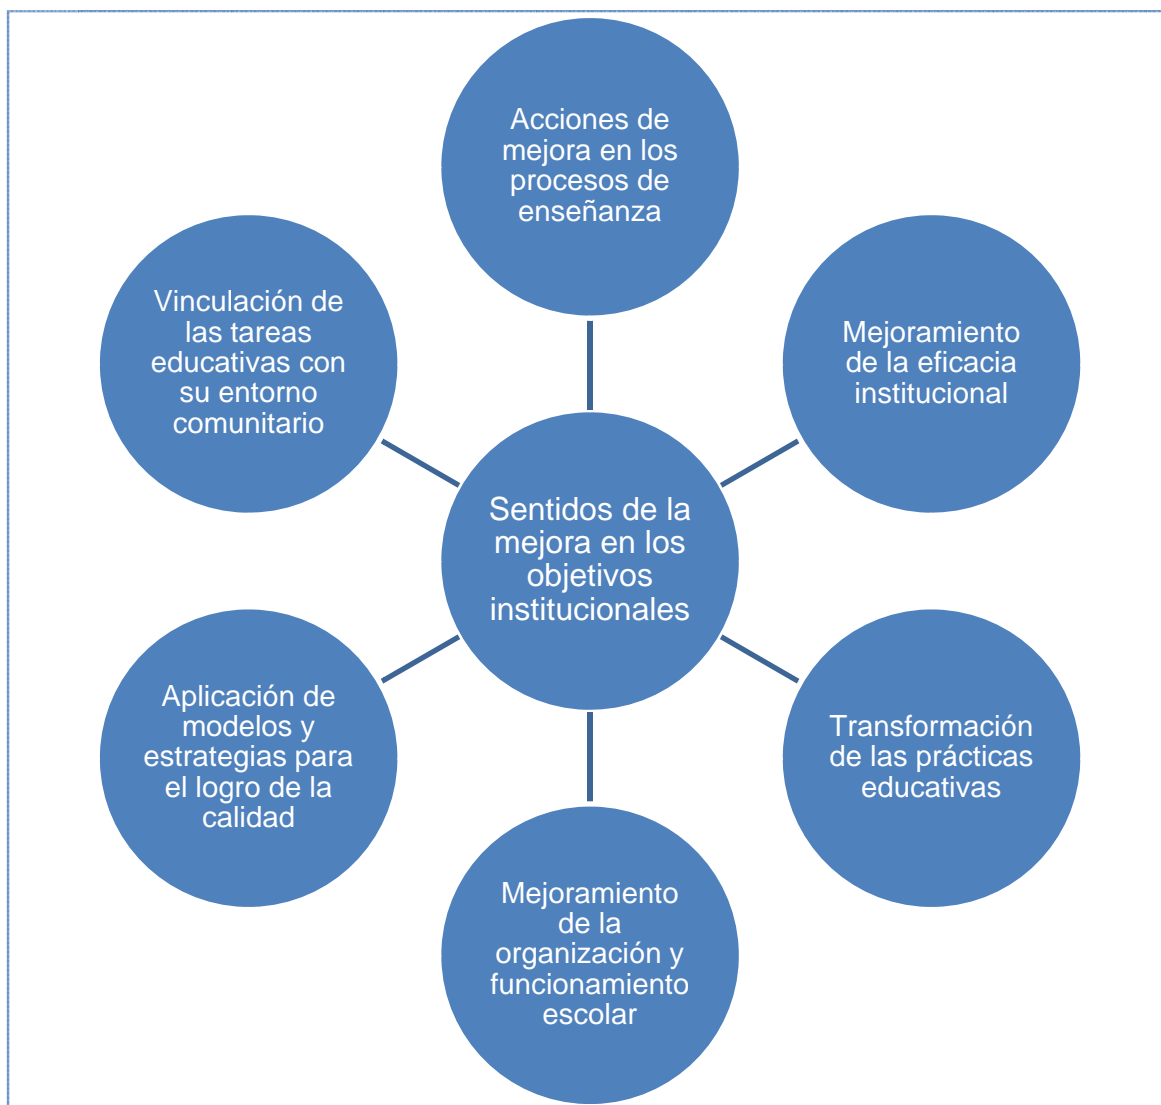 Acciones de
mejora en los
procesos de
enseñanza
Mejoramiento
de la eficacia
institucional
Transformación
de las prácticas
educativas
Mejoramiento
de la
organización y
funcionamiento
escolar
Aplicación de
modelos y
estrategias para
el logro de la
calidad
Vinculación de
las tareas
educativas con
su entorno
comunitario
Sentidos de la
mejora en los
objetivos
institucionales